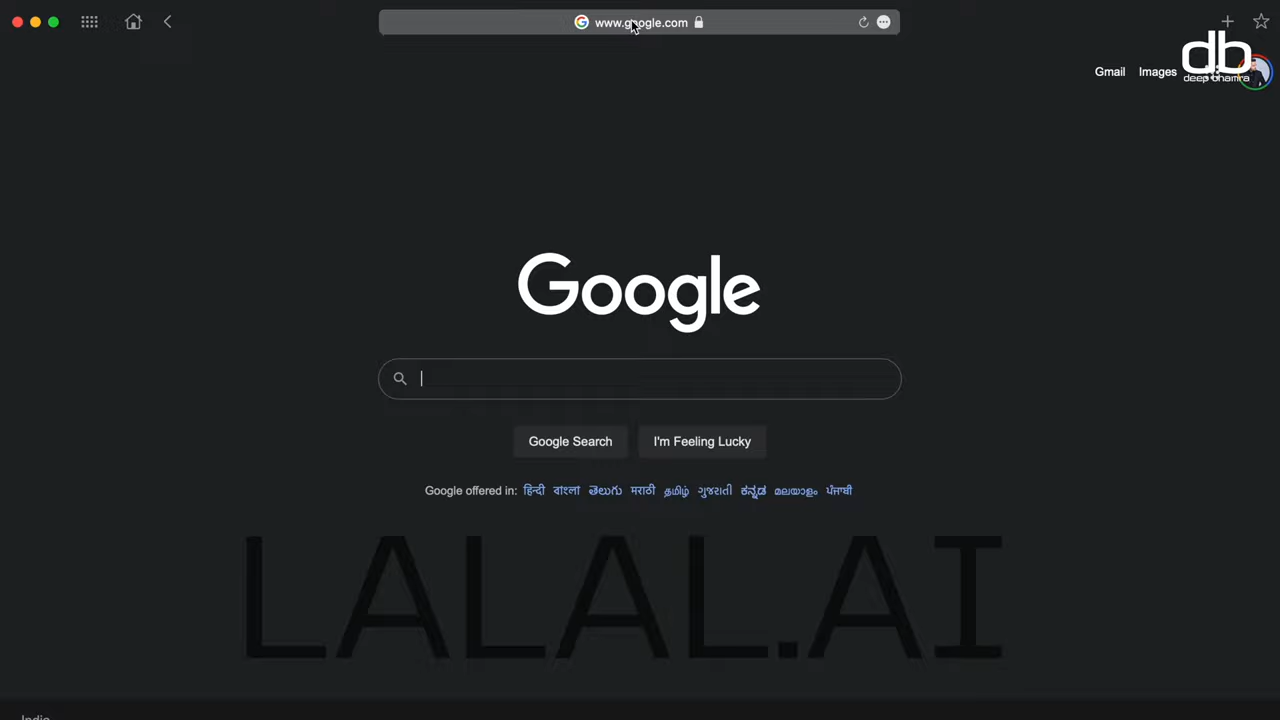 www.google.com
db
deep bhamra
Gmail Images
Google
Google Search I'm Feeling Lucky
Google offered in: हिन्दी বাংলা తెలుగు मराठी தமிழ் ગુજરાતી ಕನ್ನಡ മലയാളം ਪੰਜਾਬੀ
LALAL.AI
India